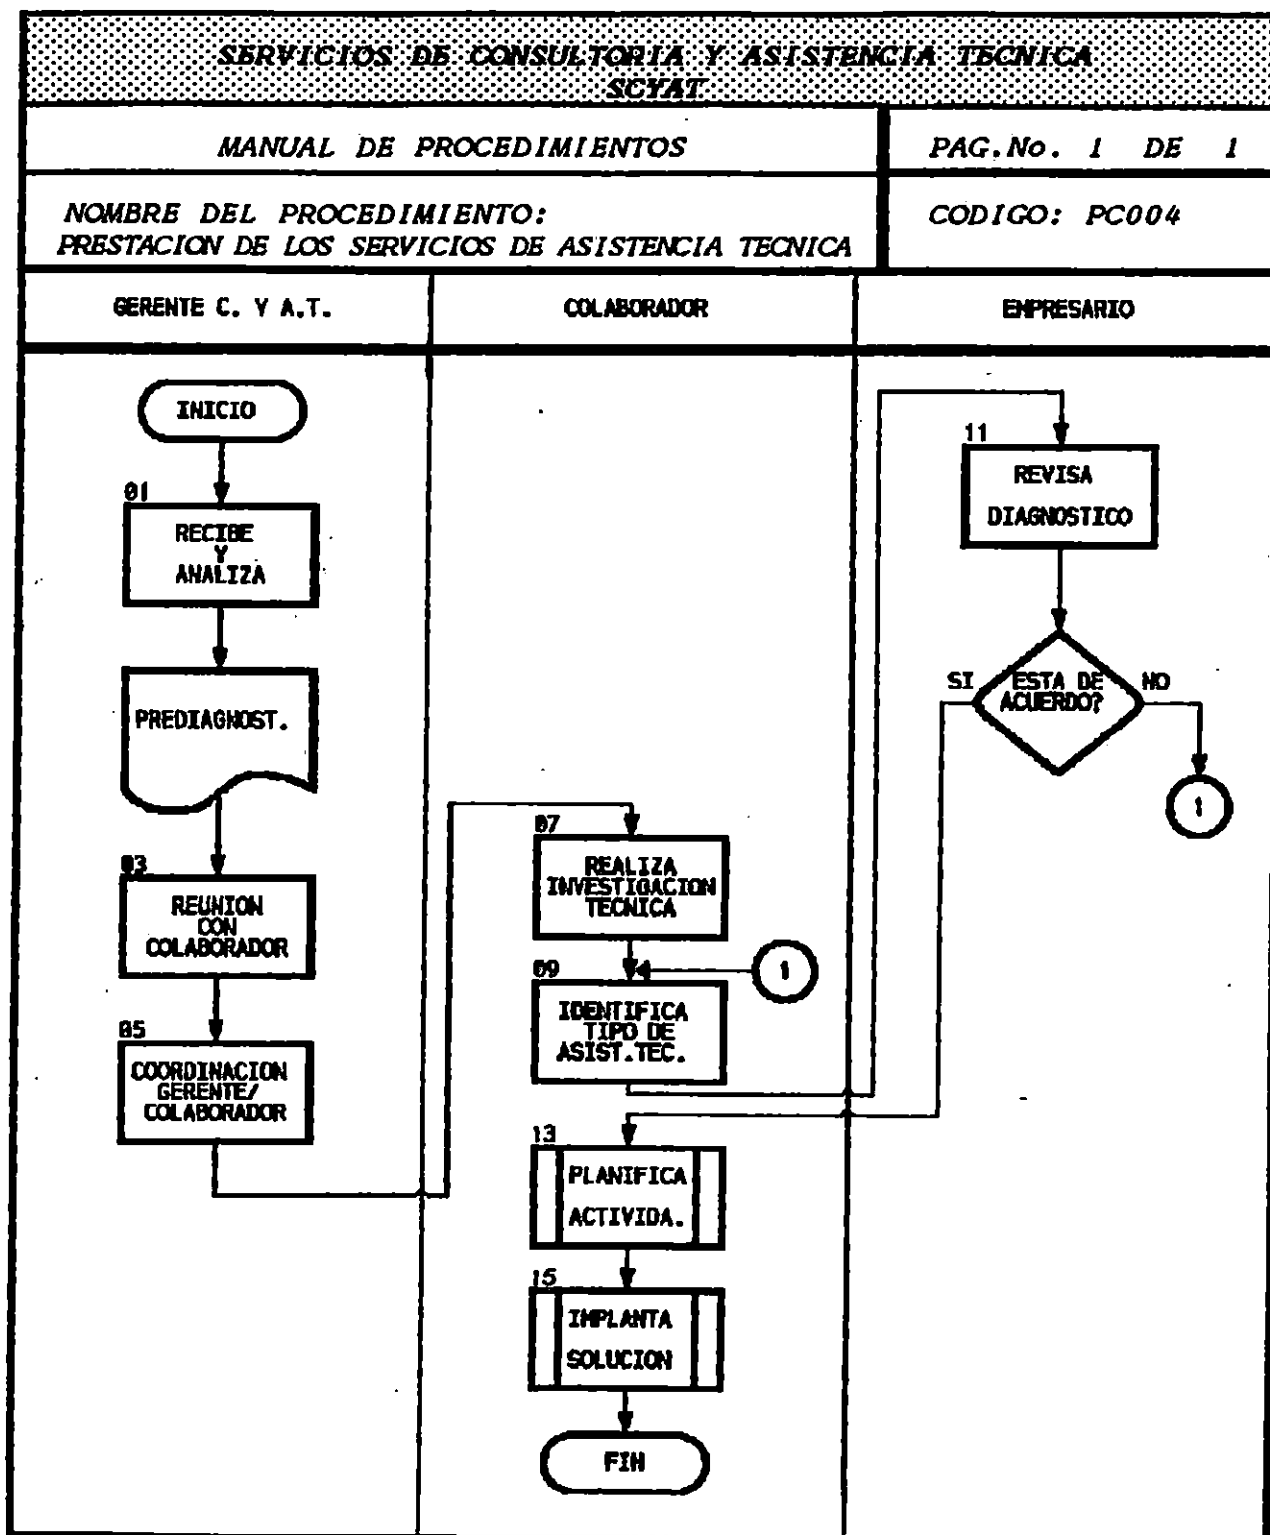 SERVICIOS DE CONSULTORIA Y ASISTENCIA TECNICA
SCYAT
MANUAL DE PROCEDIMIENTOS
PAG.No. 1 DE 1
NOMBRE DEL PROCEDIMIENTO:
PRESTACION DE LOS SERVICIOS DE ASISTENCIA TECNICA
CODIGO: PC004
GERENTE C. Y A.T.
COLABORADOR
EMPRESARIO
INICIO
01
RECIBE
Y
ANALIZA
PREDIAGNOST.
03
REUNION
CON
COLABORADOR
05
COORDINACION
GERENTE/
COLABORADOR
07
REALIZA
INVESTIGACION
TECNICA
1
09
IDENTIFICA
TIPO DE
ASIST.TEC.
11
REVISA
DIAGNOSTICO
SI
ESTA DE
ACUERDO?
NO
1
13
PLANIFICA
ACTIVIDA.
15
IMPLANTA
SOLUCION
FIN